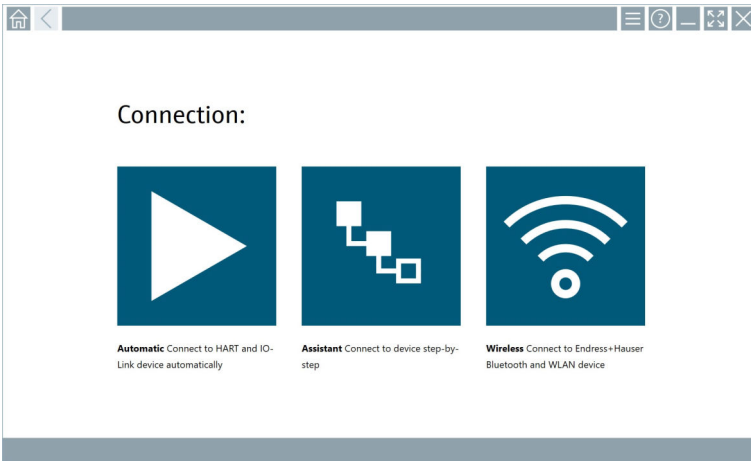 Connection:
Automatic Connect to HART and IO-
Link device automatically
Assistant Connect to device step-by-
step
Wireless Connect to Endress+Hauser
Bluetooth and WLAN device